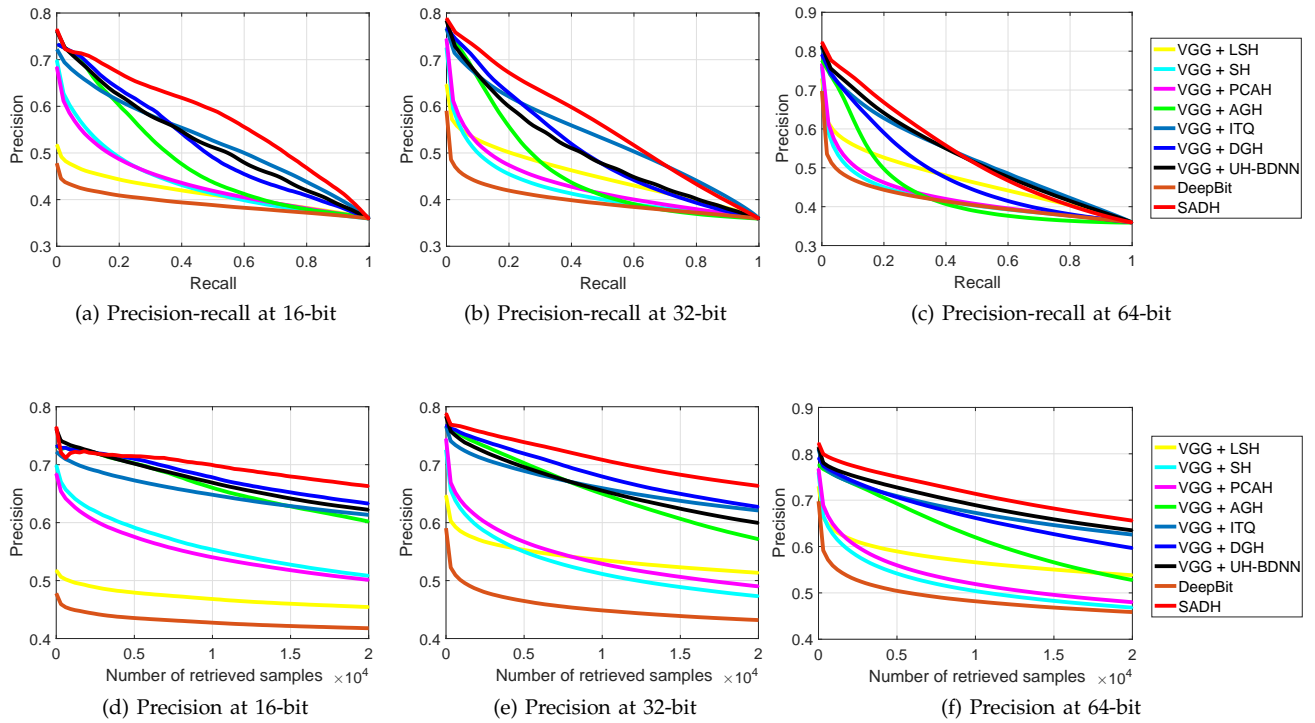 0.8
0.7
0.6
0.5
0.4
0.3
Precision
0 0.2 0.4 0.6 0.8 1
Recall
(a) Precision-recall at 16-bit
0.8
0.7
0.6
0.5
0.4
0.3
Precision
0 0.2 0.4 0.6 0.8 1
Recall
(b) Precision-recall at 32-bit
0.9
0.8
0.7
0.6
0.5
0.4
0.3
Precision
0 0.2 0.4 0.6 0.8 1
Recall
(c) Precision-recall at 64-bit
VGG + LSH
VGG + SH
VGG + PCAH
VGG + AGH
VGG + ITQ
VGG + DGH
VGG + UH-BDNN
DeepBit
SADH
0.8
0.7
0.6
0.5
0.4
Precision
0 0.5 1 1.5 2
Number of retrieved samples ×10^4
(d) Precision at 16-bit
0.8
0.7
0.6
0.5
0.4
Precision
0 0.5 1 1.5 2
Number of retrieved samples ×10^4
(e) Precision at 32-bit
0.9
0.8
0.7
0.6
0.5
0.4
Precision
0 0.5 1 1.5 2
Number of retrieved samples ×10^4
(f) Precision at 64-bit
VGG + LSH
VGG + SH
VGG + PCAH
VGG + AGH
VGG + ITQ
VGG + DGH
VGG + UH-BDNN
DeepBit
SADH